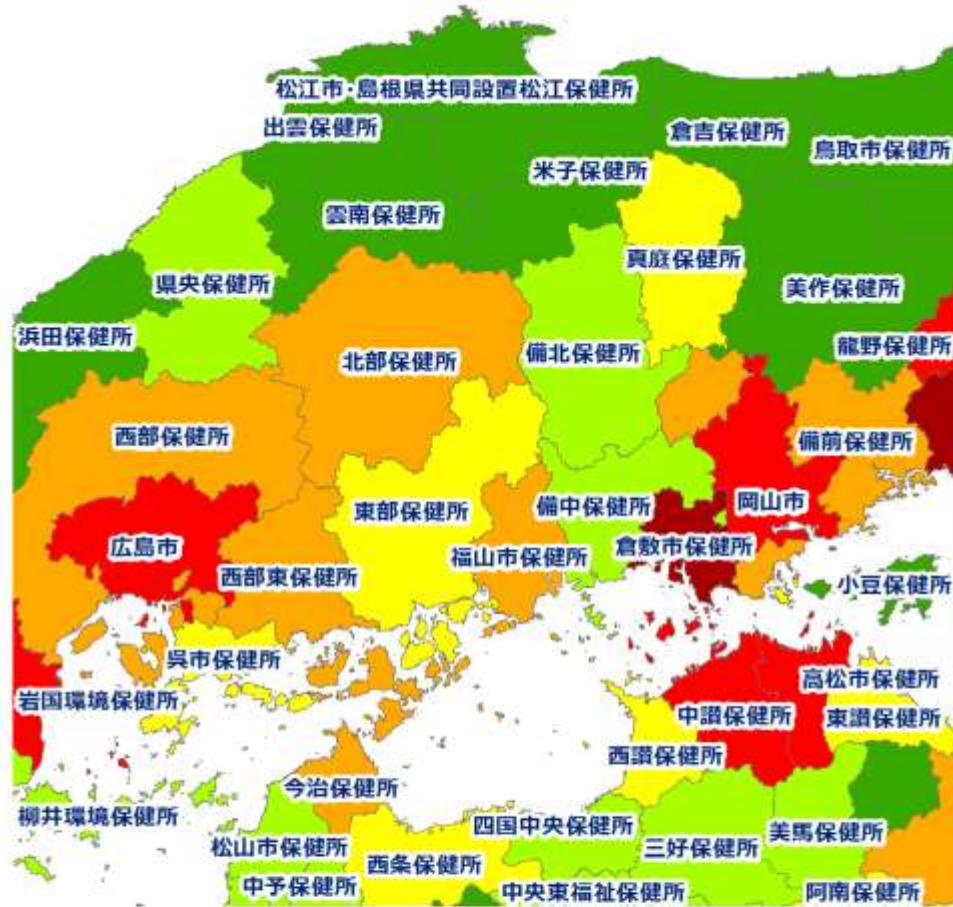 松江市・島根県共同設置松江保健所
出雲保健所
倉吉保健所
鳥取市保健所
米子保健所
雲南保健所
真庭保健所
県央保健所
美作保健所
浜田保健所
龍野保健所
北部保健所
備北保健所
西部保健所
備前保健所
岡山市
備中保健所
東部保健所
広島市
倉敷市保健所
福山市保健所
西部東保健所
小豆保健所
呉市保健所
高松市保健所
岩国環境保健所
中讃保健所
東讃保健所
西讃保健所
今治保健所
柳井環境保健所
四国中央保健所
美馬保健所
松山市保健所
三好保健所
西条保健所
中予保健所
中央東福祉保健所
阿南保健所